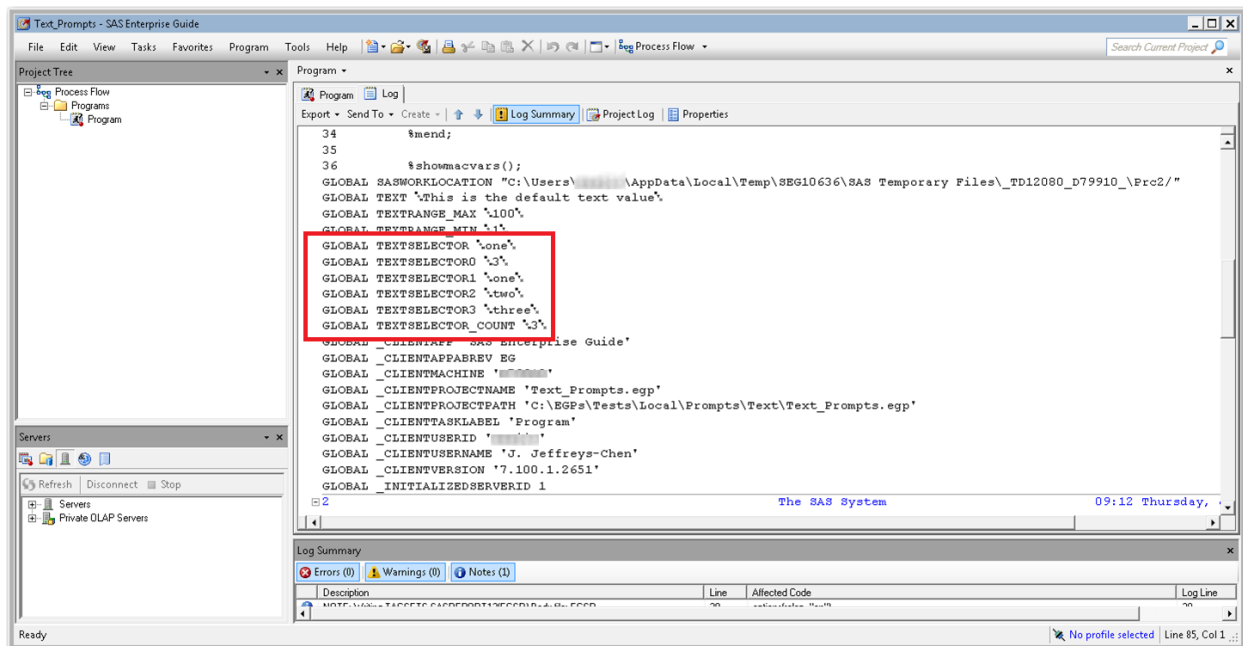 Text_Prompts - SAS Enterprise Guide
File Edit View Tasks Favorites Program Tools Help Process Flow Search Current Project
Project Tree
Process Flow
Programs
Program
Program
Program Log
Export Send To Create Log Summary Project Log Properties
34 %mend;
35
36 %showmacvars();
GLOBAL SASWORKLOCATION "C:\Users\ \AppData\Local\Temp\SEG10636\SAS Temporary Files\_TD12080_D79910_\Prc2/"
GLOBAL TEXT This is the default text value
GLOBAL TEXTRANGE_MAX 100
GLOBAL TEXTRANGE_MIN 1
GLOBAL TEXTSELECTOR one
GLOBAL TEXTSELECTOR0 3
GLOBAL TEXTSELECTOR1 one
GLOBAL TEXTSELECTOR2 two
GLOBAL TEXTSELECTOR3 three
GLOBAL TEXTSELECTOR_COUNT 3
GLOBAL _CLIENTAPP 'SAS Enterprise Guide'
GLOBAL _CLIENTAPPABREV EG
GLOBAL _CLIENTMACHINE ' '
GLOBAL _CLIENTPROJECTNAME 'Text_Prompts.egp'
GLOBAL _CLIENTPROJECTPATH 'C:\EGPs\Tests\Local\Prompts\Text\Text_Prompts.egp'
GLOBAL _CLIENTTASKLABEL 'Program'
GLOBAL _CLIENTUSERID ' '
GLOBAL _CLIENTUSERNAME 'J. Jeffreys-Chen'
GLOBAL _CLIENTVERSION '7.100.1.2651'
GLOBAL _INITIALIZEDSERVERID 1
2 The SAS System 09:12 Thursday,
Servers
Refresh Disconnect Stop
Servers
Private OLAP Servers
Log Summary
Errors (0) Warnings (0) Notes (1)
Description Line Affected Code Log Line
Ready No profile selected Line 85, Col 1